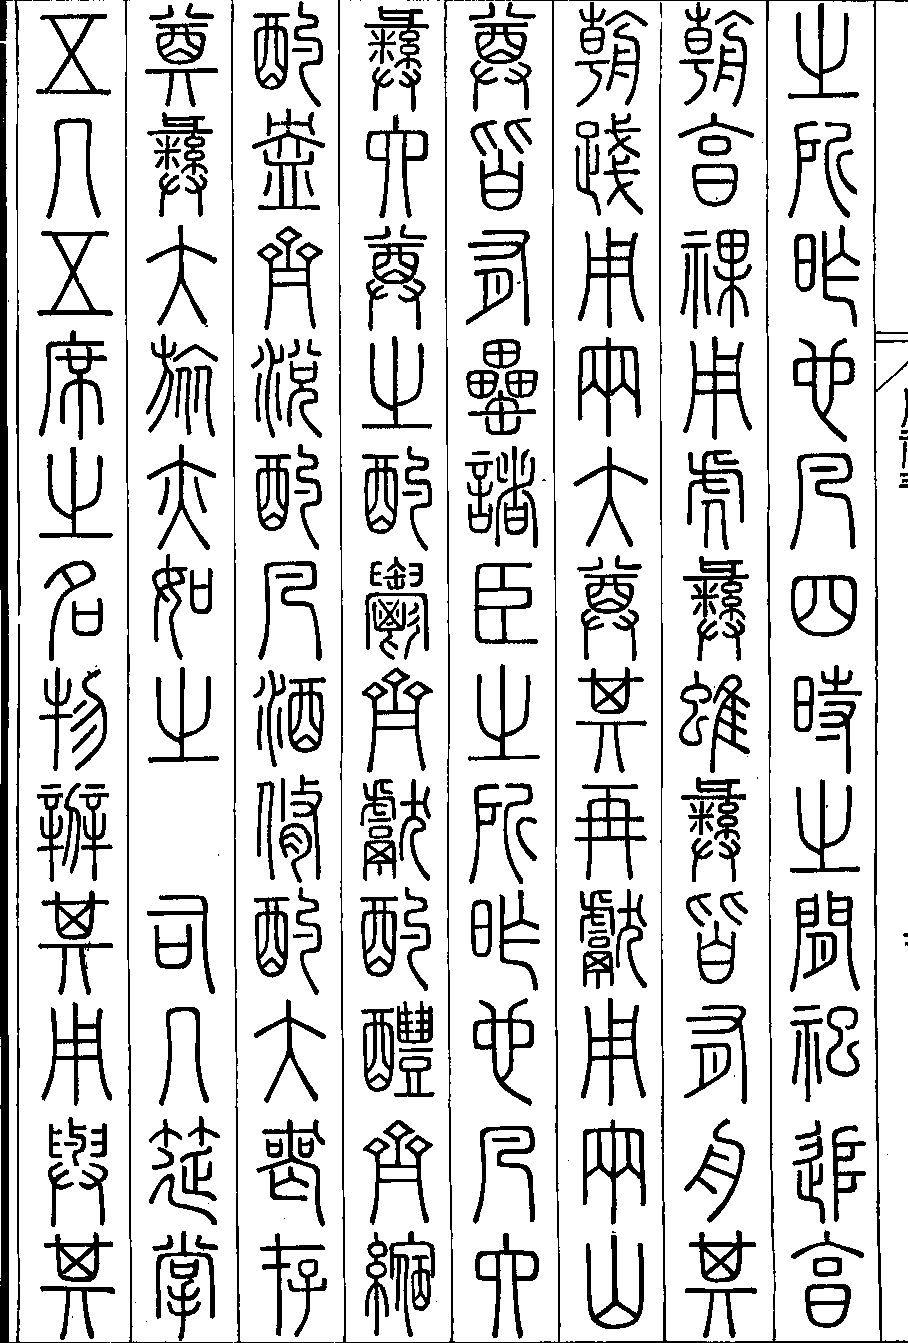 之所昨也凡四時之間祀追享
朝享祼用虎彝蜼彝皆有舟其
朝踐用兩大尊其再獻用兩山
尊皆有罍諸臣之所昨也凡六
彝六尊之酌鬱齊獻酌醴齊縮
酌盎齊涚酌凡酒脩酌大喪存
奠彝大旅亦如之　司几筵掌
五几五席之名物辨其用與其